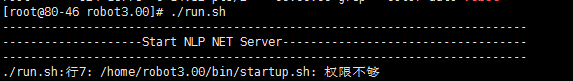 [root@80-46 robot3.00]# ./run.sh
--------------------------------------------------------------------------
-----------------------Start NLP NET Server-----------------------------------
--------------------------------------------------------------------------
./run.sh:行7: /home/robot3.00/bin/startup.sh: 权限不够